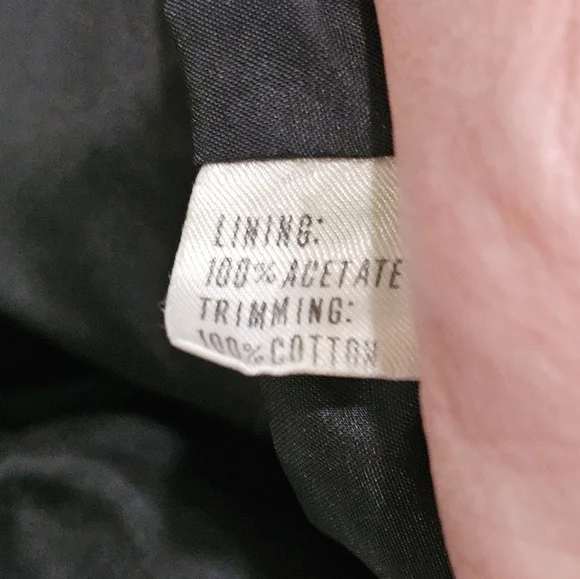 LINING:
100% ACETATE
TRIMMING:
100% COTTON